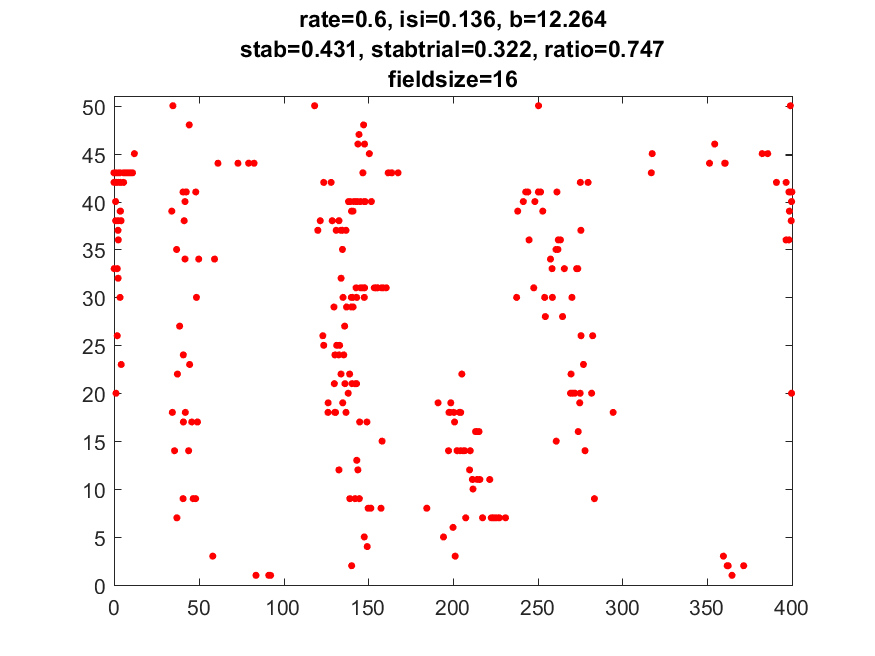 rate=0.6, isi=0.136, b=12.264
stab=0.431, stabtrial=0.322, ratio=0.747
fieldsize=16
50
45
40
35
30
25
20
15
10
5
0
0 50 100 150 200 250 300 350 400